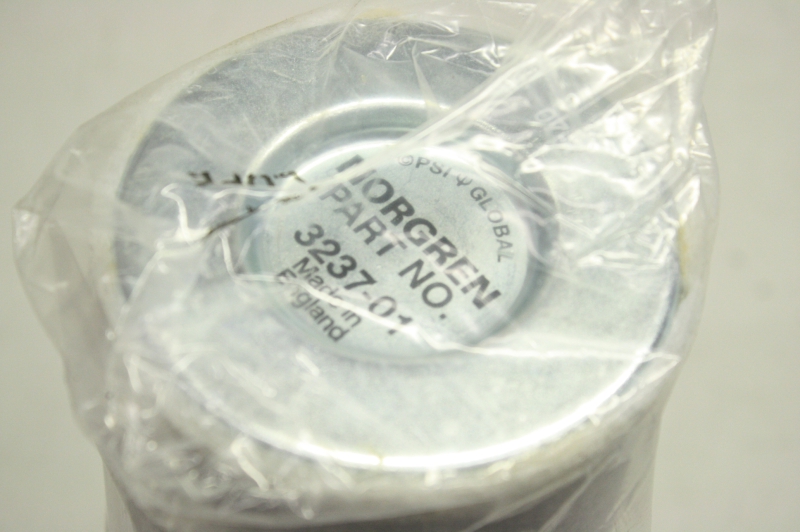 ©PSI Ψ GLOBAL
NORGREN
PART NO.
3237-01
Made in
England